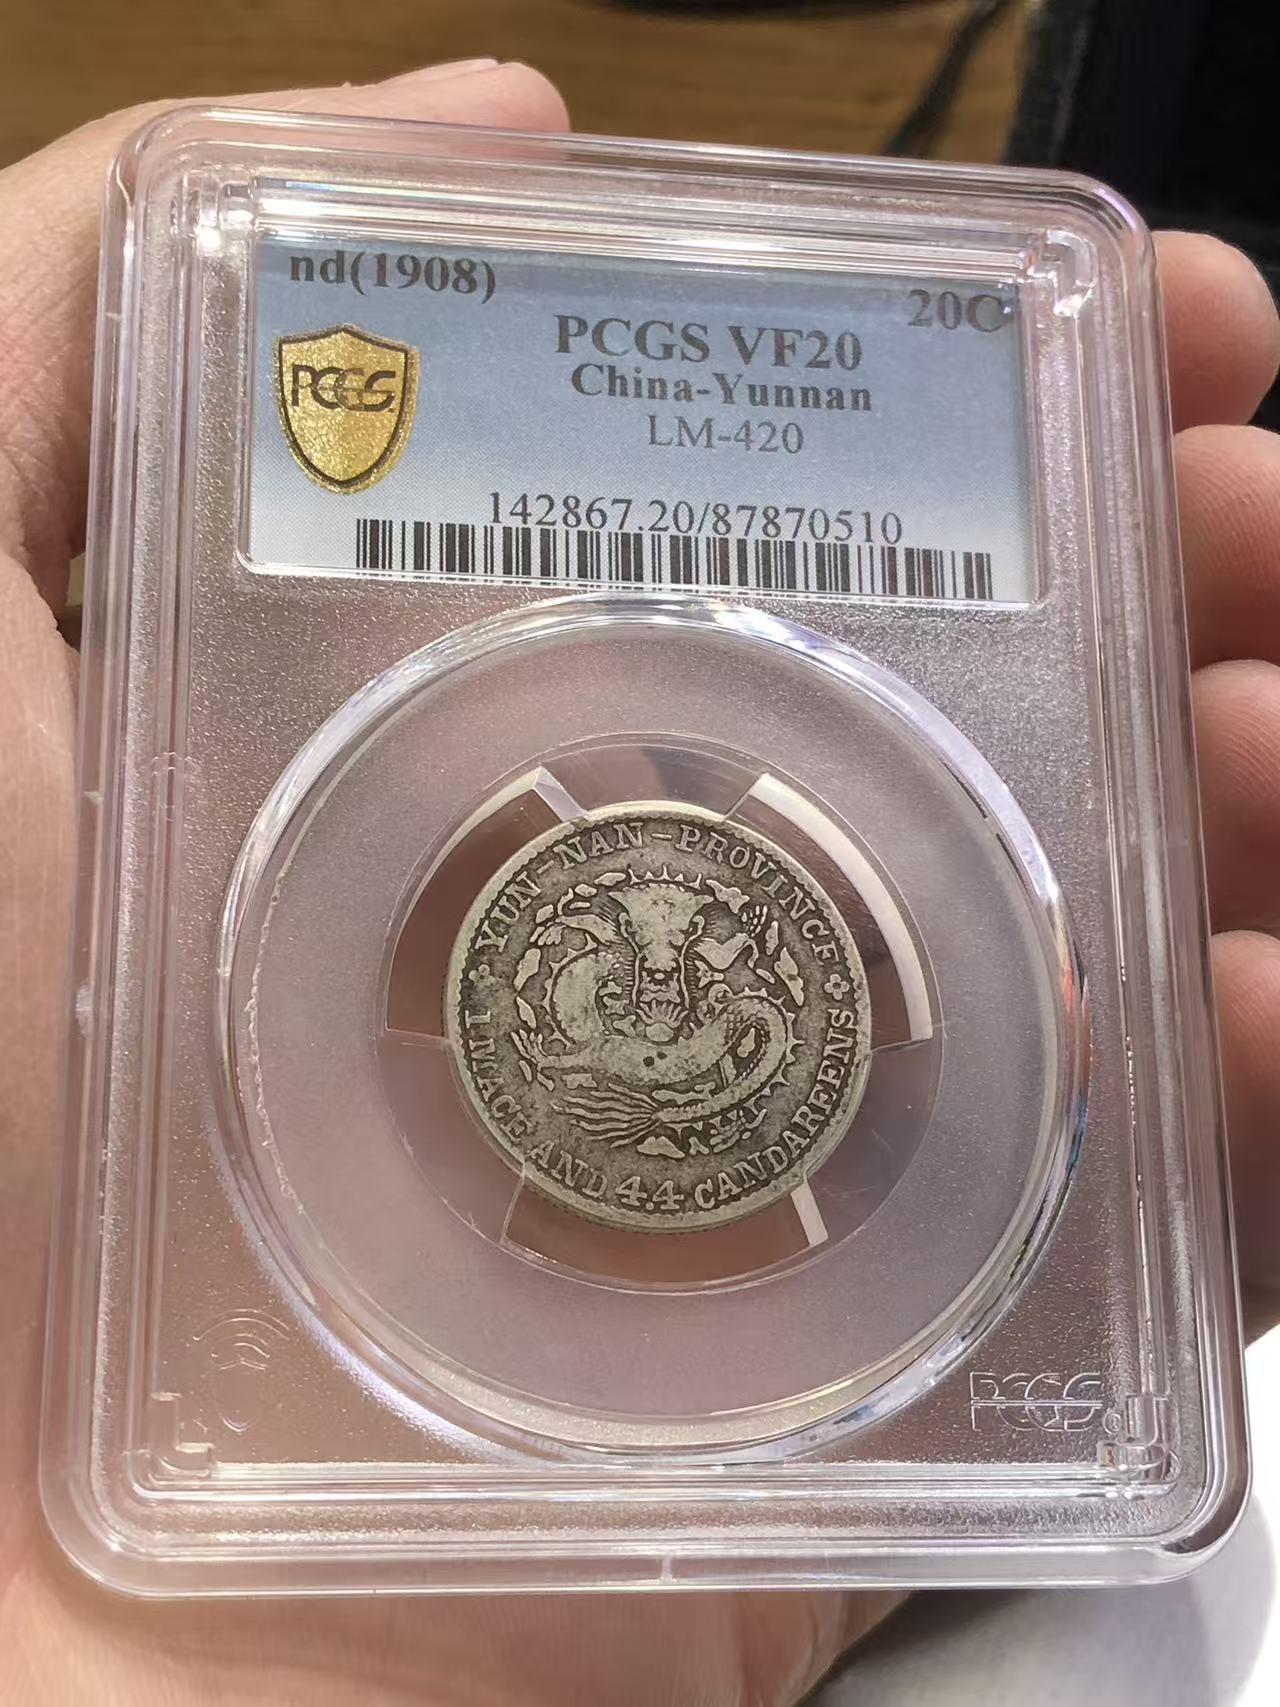 nd(1908)
20C
PCGS VF20
PCGS
China-Yunnan
LM-420
142867.20/87870510
YUN-NAN-PROVINCE
1 MACE AND 4.4 CANDAREENS
PCGS